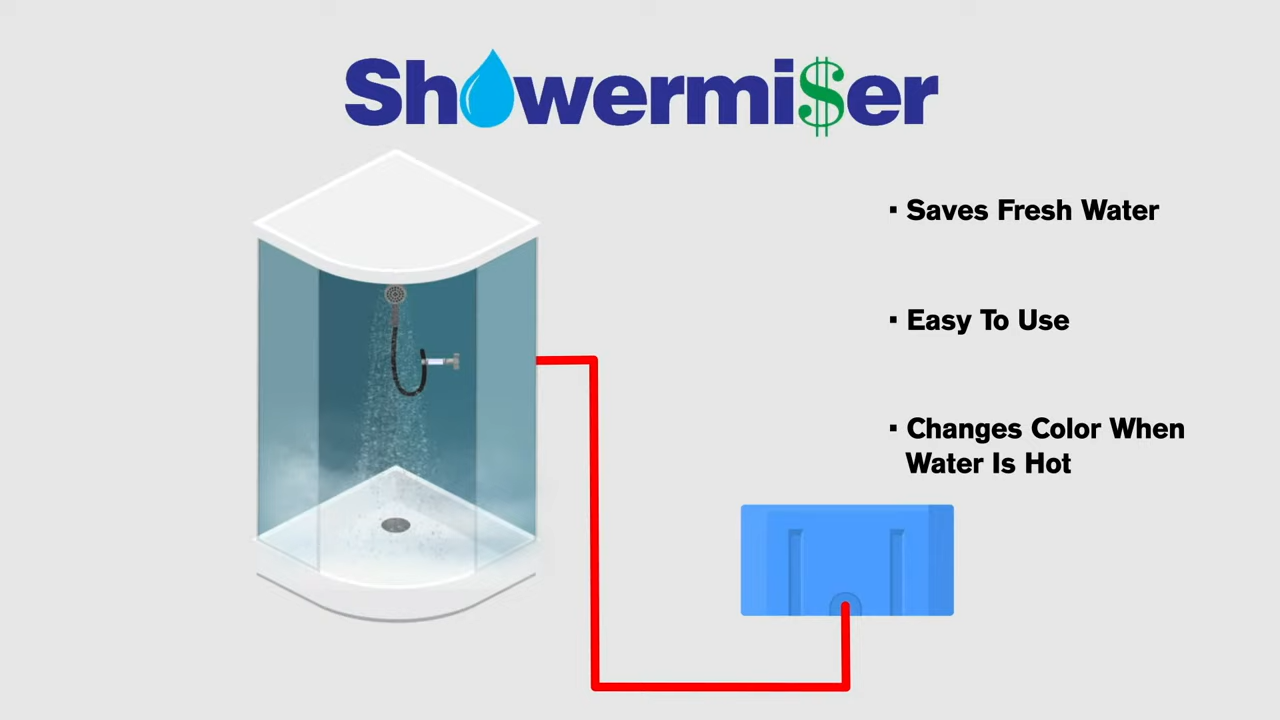 Showermi$er
▪ Saves Fresh Water
▪ Easy To Use
▪ Changes Color When
Water Is Hot